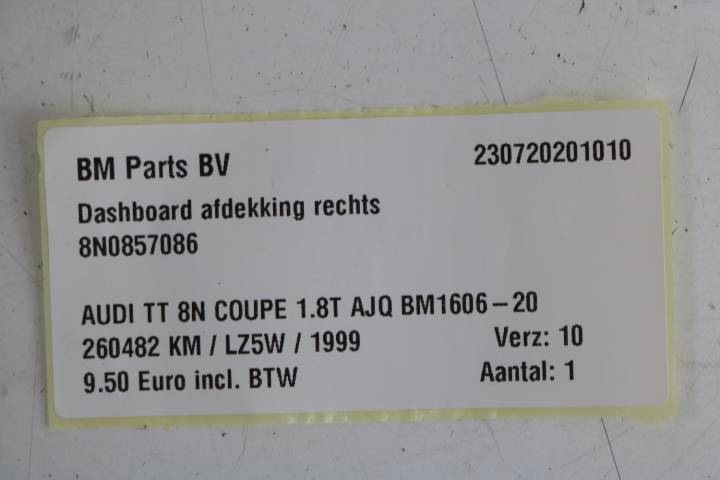 BM Parts BV 230720201010
Dashboard afdekking rechts
8N0857086
AUDI TT 8N COUPE 1.8T AJQ BM1606-20
260482 KM / LZ5W / 1999 Verz: 10
9.50 Euro incl. BTW Aantal: 1